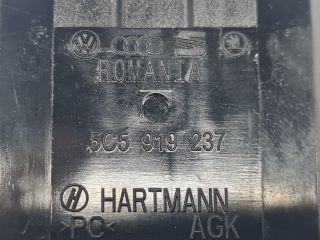 ROMANIA
5C5 919 237
HARTMANN
>PC< AGK